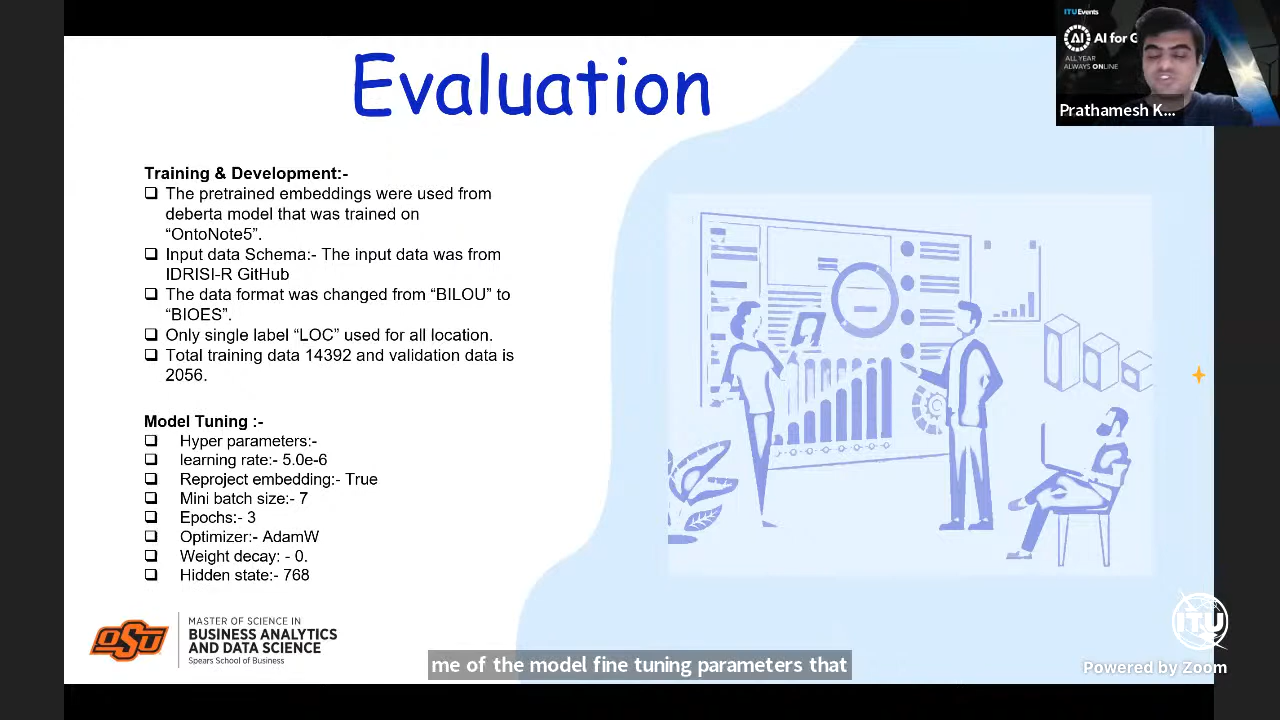 Evaluation
Training & Development:-
The pretrained embeddings were used from
deberta model that was trained on
“OntoNote5”.
Input data Schema:- The input data was from
IDRISI-R GitHub
The data format was changed from “BILOU” to
“BIOES”.
Only single label “LOC” used for all location.
Total training data 14392 and validation data is
2056.
Model Tuning :-
Hyper parameters:-
learning rate:- 5.0e-6
Reproject embedding:- True
Mini batch size:- 7
Epochs:- 3
Optimizer:- AdamW
Weight decay: - 0.
Hidden state:- 768
OSU
MASTER OF SCIENCE IN
BUSINESS ANALYTICS
AND DATA SCIENCE
Spears School of Business
me of the model fine tuning parameters that
ITUEvents
AI AI for G
ALL YEAR
ALWAYS ONLINE
Prathamesh K...
ITU
Powered by Zoom